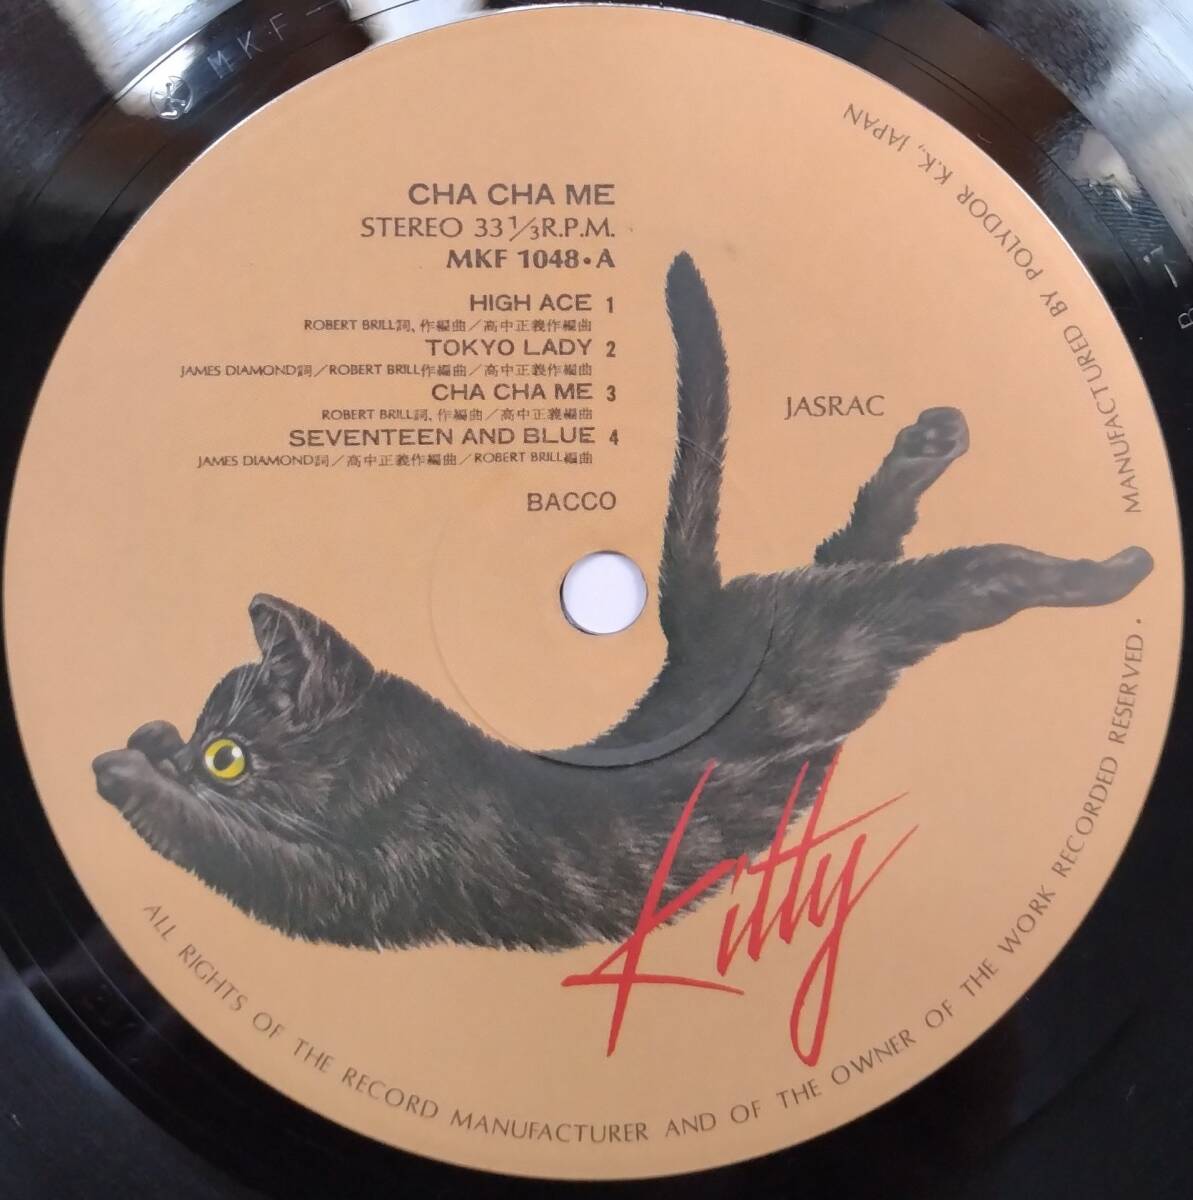 CHA CHA ME
STEREO 33 1/3 R.P.M.
MKF 1048・A
HIGH ACE 1
ROBERT BRILL詞、作編曲／高中正義作編曲
TOKYO LADY 2
JAMES DIAMOND詞／ROBERT BRILL作編曲／高中正義作編曲
CHA CHA ME 3
ROBERT BRILL詞、作編曲／高中正義編曲
SEVENTEEN AND BLUE 4
JAMES DIAMOND詞／高中正義作編曲／ROBERT BRILL編曲
BACCO
JASRAC
Kitty
ALL RIGHTS OF THE RECORD MANUFACTURER AND OF THE OWNER OF THE WORK RECORDED RESERVED・MANUFACTURED BY POLYDOR K.K., JAPAN
M.K.F